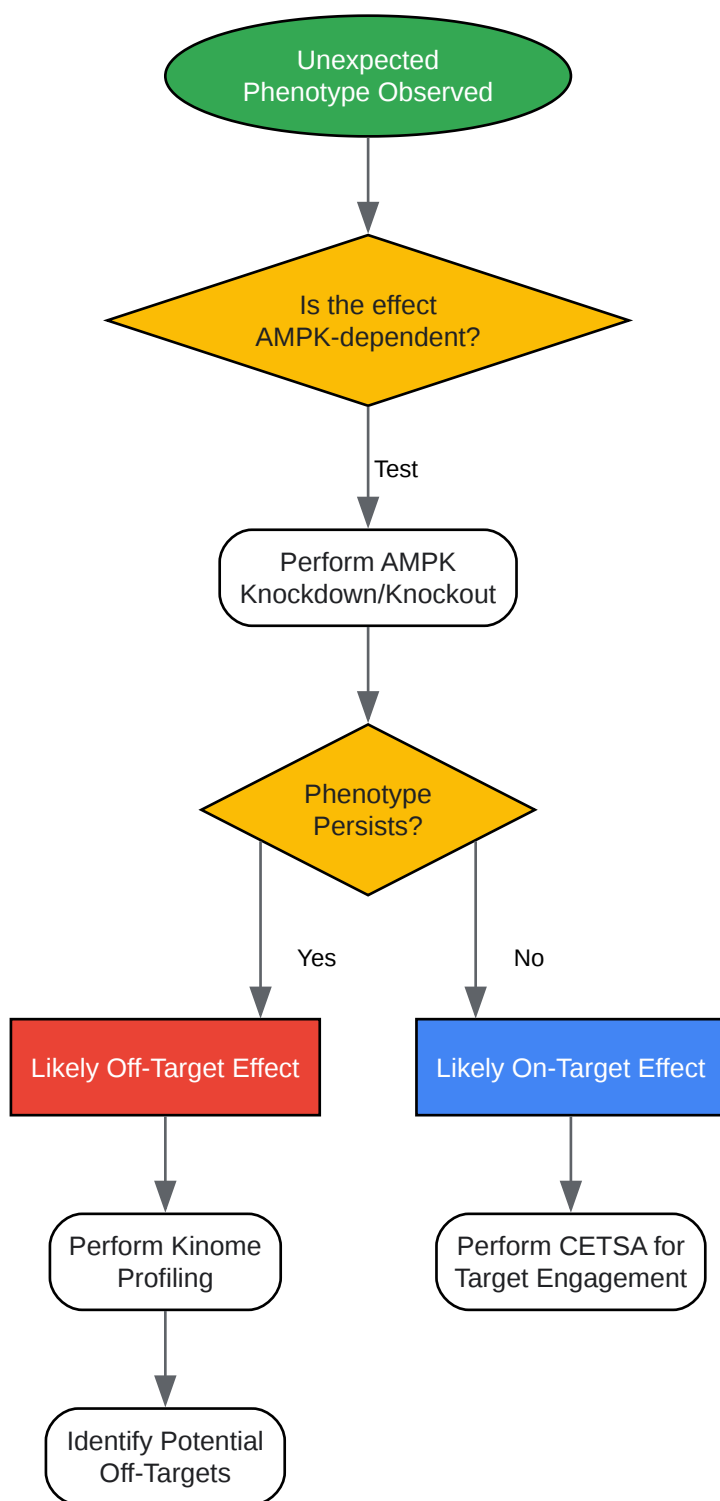 Unexpected
Phenotype Observed
Is the effect
AMPK-dependent?
Test
Perform AMPK
Knockdown/Knockout
Phenotype
Persists?
Yes
No
Likely Off-Target Effect
Likely On-Target Effect
Perform Kinome
Profiling
Perform CETSA for
Target Engagement
Identify Potential
Off-Targets